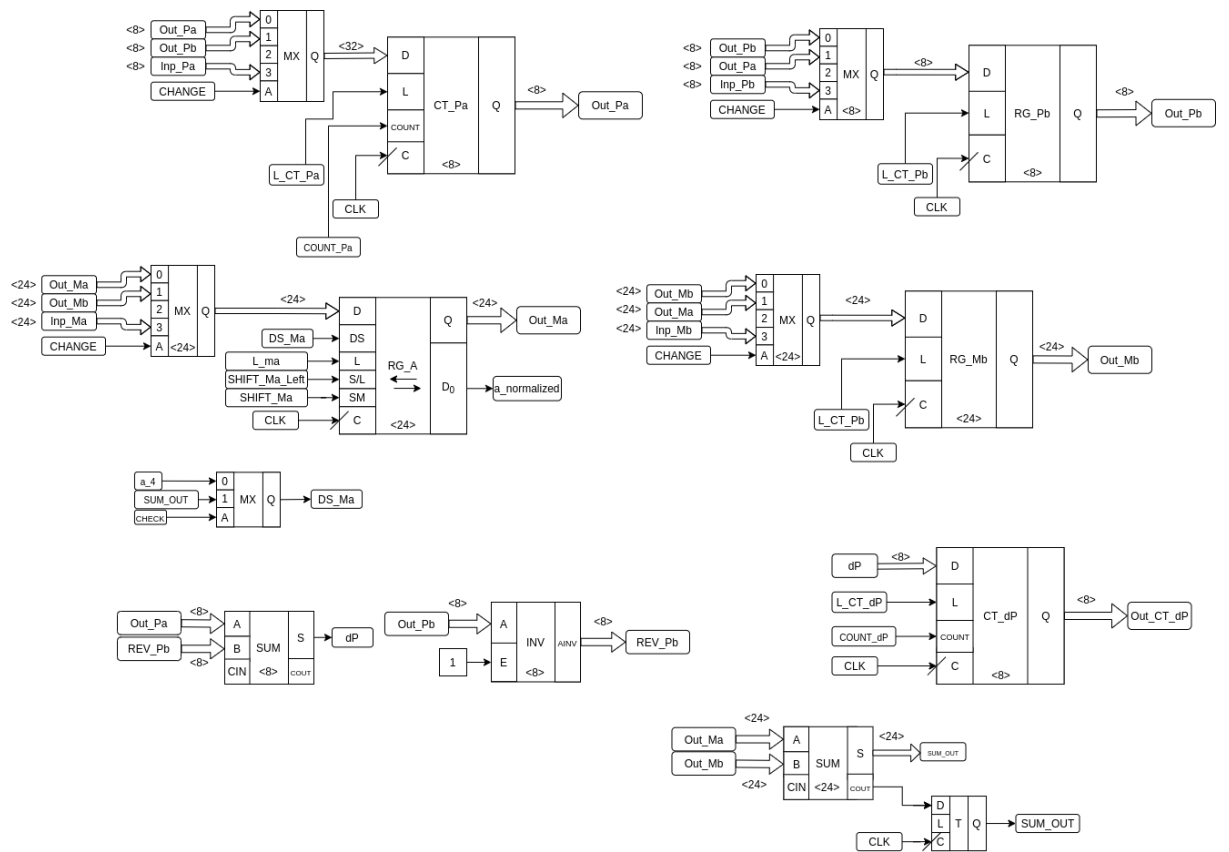 <8>
Out_Pa
<8>
Out_Pb
<8>
Inp_Pa
CHANGE
0
1
2
3
A
MX
Q
<32>
D
L
COUNT
C
CT_Pa
<8>
Q
<8>
Out_Pa
L_CT_Pa
CLK
COUNT_Pa
<8>
Out_Pb
<8>
Out_Pa
<8>
Inp_Pb
CHANGE
0
1
2
3
A
MX
<8>
Q
<8>
D
L
C
RG_Pb
<8>
Q
<8>
Out_Pb
L_CT_Pb
CLK
<24>
Out_Ma
<24>
Out_Mb
<24>
Inp_Ma
CHANGE
0
1
2
3
A
MX
<24>
Q
<24>
DS_Ma
L_ma
SHIFT_Ma_Left
SHIFT_Ma
CLK
D
DS
L
S/L
SM
C
RG_A
<24>
Q
D0
<24>
Out_Ma
a_normalized
<24>
Out_Mb
<24>
Out_Ma
<24>
Inp_Mb
CHANGE
0
1
2
3
A
MX
<24>
Q
<24>
D
L
C
RG_Mb
<24>
Q
<24>
Out_Mb
L_CT_Pb
CLK
a_4
SUM_OUT
CHECK
0
1
A
MX
Q
DS_Ma
Out_Pa
<8>
REV_Pb
<8>
A
B
CIN
SUM
<8>
S
COUT
dP
Out_Pb
<8>
1
A
E
INV
<8>
AINV
<8>
REV_Pb
dP
<8>
L_CT_dP
COUNT_dP
CLK
D
L
COUNT
C
CT_dP
<8>
Q
<8>
Out_CT_dP
<24>
Out_Ma
Out_Mb
<24>
A
B
CIN
SUM
<24>
S
COUT
<24>
SUM_OUT
CLK
D
L
C
T
Q
SUM_OUT